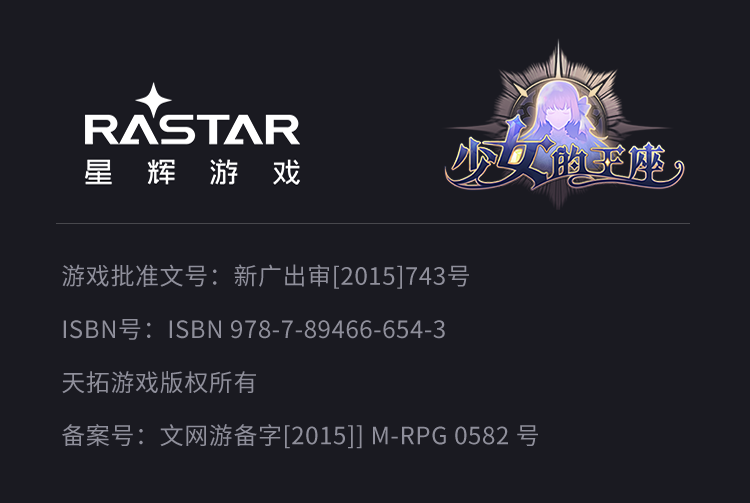 RASTAR
星辉游戏
少女的王座
游戏批准文号：新广出审[2015]743号
ISBN号：ISBN 978-7-89466-654-3
天拓游戏版权所有
备案号：文网游备字[2015]] M-RPG 0582 号